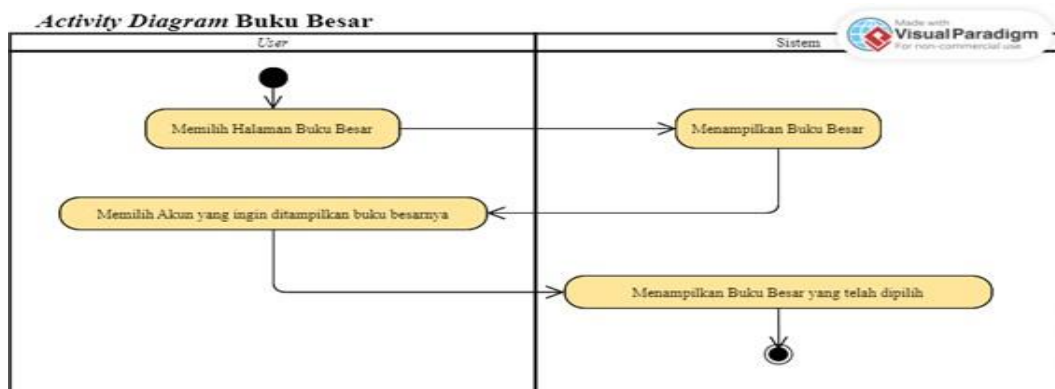 Activity Diagram Buku Besar
User
Sistem
Made with
Visual Paradigm
For non-commercial use
Memilih Halaman Buku Besar
Menampilkan Buku Besar
Memilih Akun yang ingin ditampilkan buku besarnya
Menampilkan Buku Besar yang telah dipilih